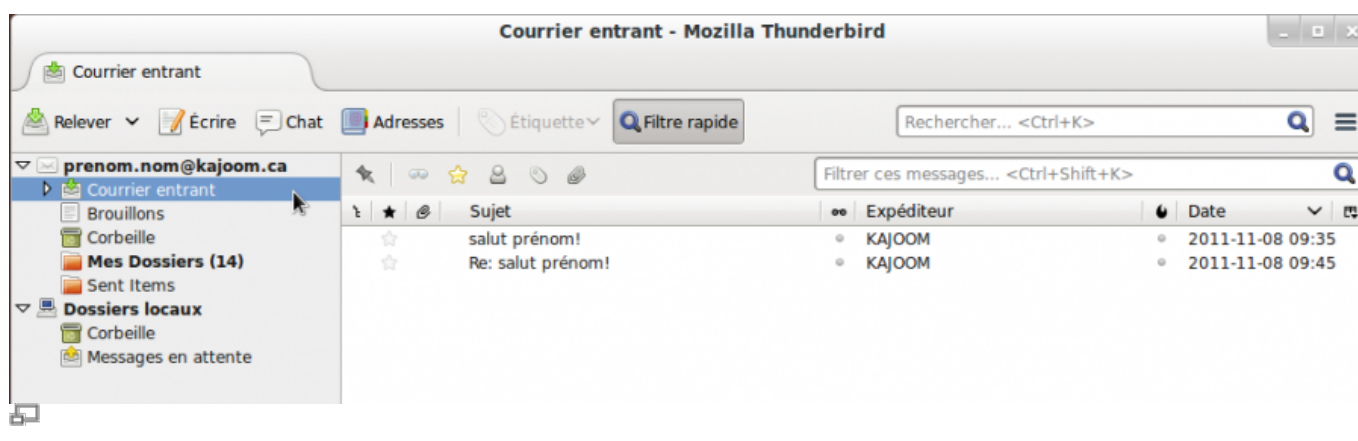 Courrier entrant - Mozilla Thunderbird
Courrier entrant
Relever Écrire Chat Adresses Étiquette Filtre rapide Rechercher... <Ctrl+K>
prenom.nom@kajoom.ca
Filtrer ces messages... <Ctrl+Shift+K>
Courrier entrant
Brouillons
Corbeille
Mes Dossiers (14)
Sent Items
Dossiers locaux
Corbeille
Messages en attente
Sujet Expéditeur Date
salut prénom! KAJOOM 2011-11-08 09:35
Re: salut prénom! KAJOOM 2011-11-08 09:45